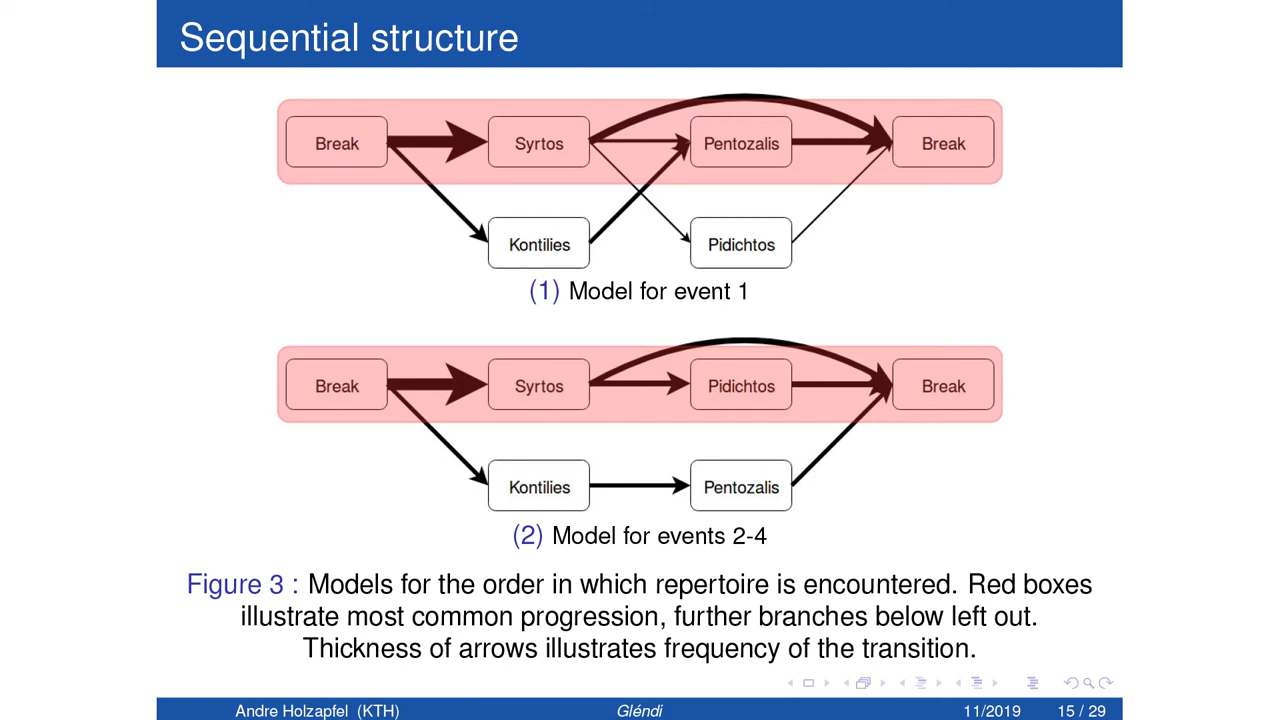 Sequential structure
Break
Syrtos
Pentozalis
Break
Kontilies
Pidichtos
(1) Model for event 1
Break
Syrtos
Pidichtos
Break
Kontilies
Pentozalis
(2) Model for events 2-4
Figure 3 : Models for the order in which repertoire is encountered. Red boxes
illustrate most common progression, further branches below left out.
Thickness of arrows illustrates frequency of the transition.
Andre Holzapfel (KTH) Gléndi 11/2019 15 / 29